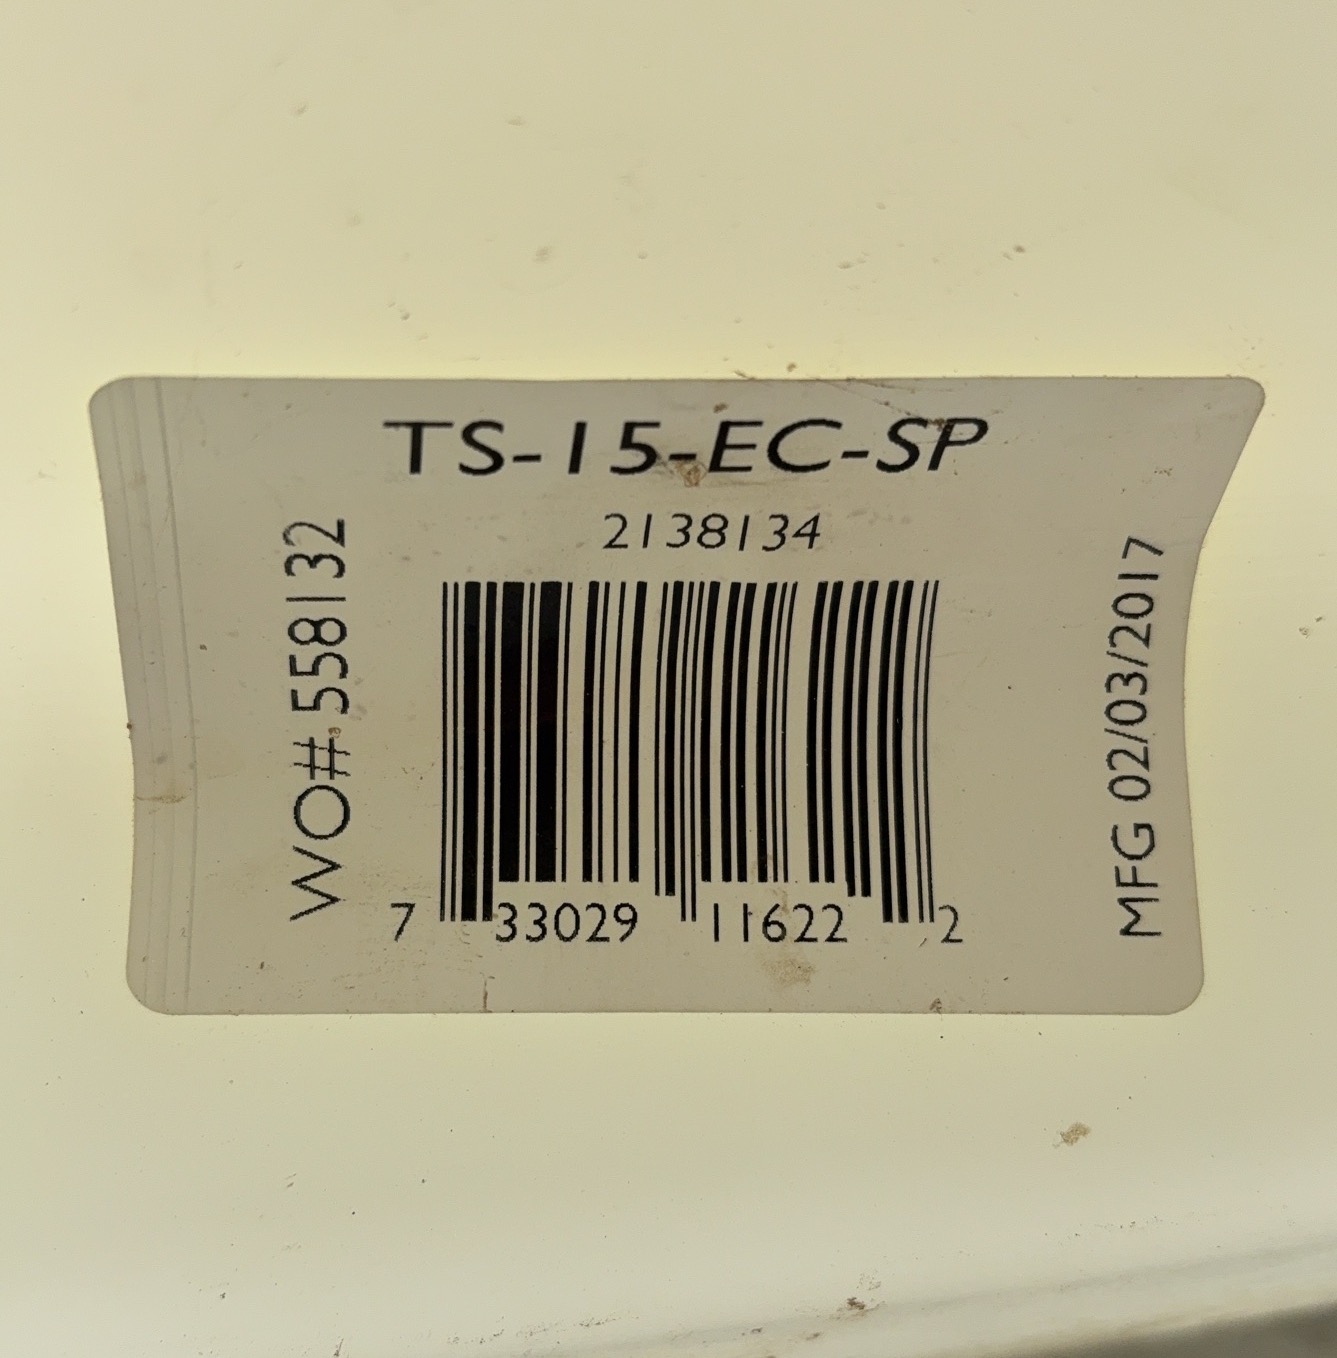 TS-15-EC-SP
2138134
WO#558132
MFG 02/03/2017
7 33029 11622 2